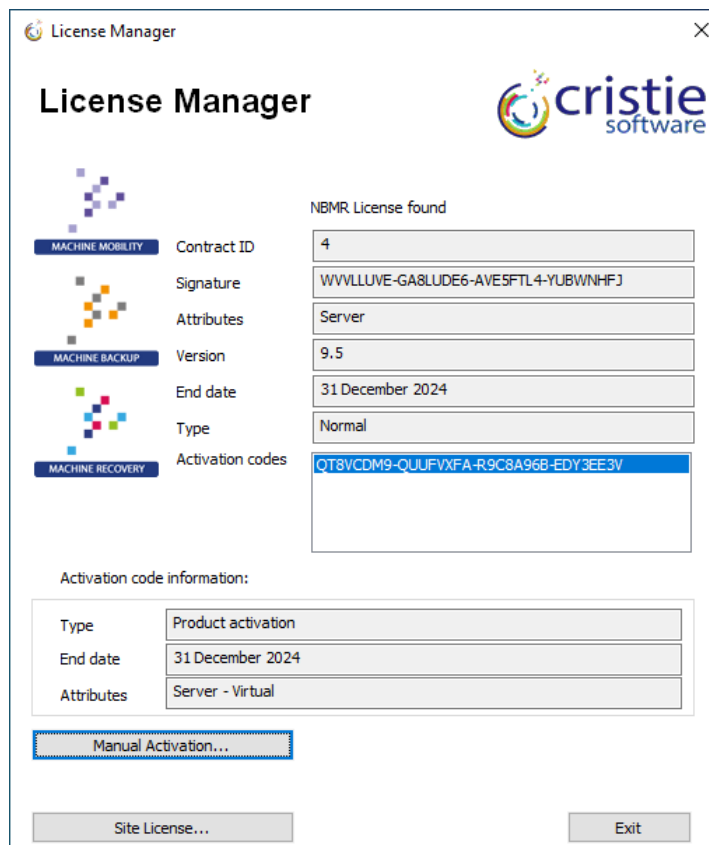 License Manager
License Manager
cristie
software
NBMR License found
MACHINE MOBILITY
Contract ID
4
Signature
WVVLLUVE-GA8LUDE6-AVE5FTL4-YUBWNHFJ
Attributes
Server
MACHINE BACKUP
Version
9.5
End date
31 December 2024
Type
Normal
MACHINE RECOVERY
Activation codes
QT8VCDM9-QUUFVXFA-R9C8A96B-EDY3EE3V
Activation code information:
Type
Product activation
End date
31 December 2024
Attributes
Server - Virtual
Manual Activation...
Site License...
Exit